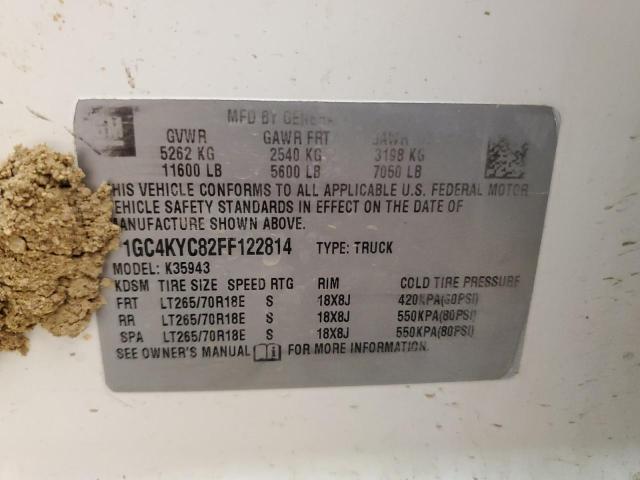 GM
MFD BY GENERA
GVWR GAWR FRT GAWR
5262 KG 2540 KG 3198 KG
11600 LB 5600 LB 7050 LB
THIS VEHICLE CONFORMS TO ALL APPLICABLE U.S. FEDERAL MOTOR
VEHICLE SAFETY STANDARDS IN EFFECT ON THE DATE OF
MANUFACTURE SHOWN ABOVE.
1GC4KYC82FF122814 TYPE: TRUCK
MODEL: K35943
KDSM TIRE SIZE SPEED RTG RIM COLD TIRE PRESSURE
FRT LT265/70R18E S 18X8J 420KPA(60PSI)
RR LT265/70R18E S 18X8J 550KPA(80PSI)
SPA LT265/70R18E S 18X8J 550KPA(80PSI)
SEE OWNER'S MANUAL FOR MORE INFORMATION.